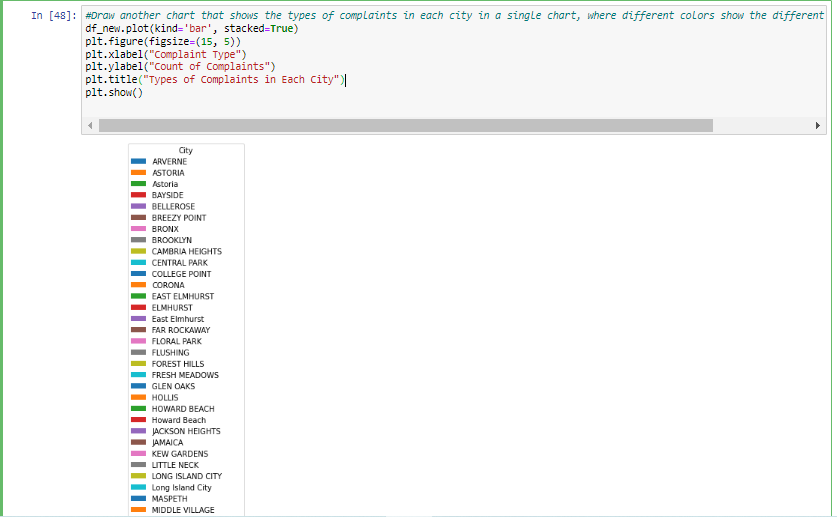 In [48]: #Draw another chart that shows the types of complaints in each city in a single chart, where different colors show the different
df_new.plot(kind='bar', stacked=True)
plt.figure(figsize=(15, 5))
plt.xlabel("Complaint Type")
plt.ylabel("Count of Complaints")
plt.title("Types of Complaints in Each City")
plt.show()
City
ARVERNE
ASTORIA
Astoria
BAYSIDE
BELLEROSE
BREEZY POINT
BRONX
BROOKLYN
CAMBRIA HEIGHTS
CENTRAL PARK
COLLEGE POINT
CORONA
EAST ELMHURST
ELMHURST
East Elmhurst
FAR ROCKAWAY
FLORAL PARK
FLUSHING
FOREST HILLS
FRESH MEADOWS
GLEN OAKS
HOLLIS
HOWARD BEACH
Howard Beach
JACKSON HEIGHTS
JAMAICA
KEW GARDENS
LITTLE NECK
LONG ISLAND CITY
Long Island City
MASPETH
MIDDLE VILLAGE